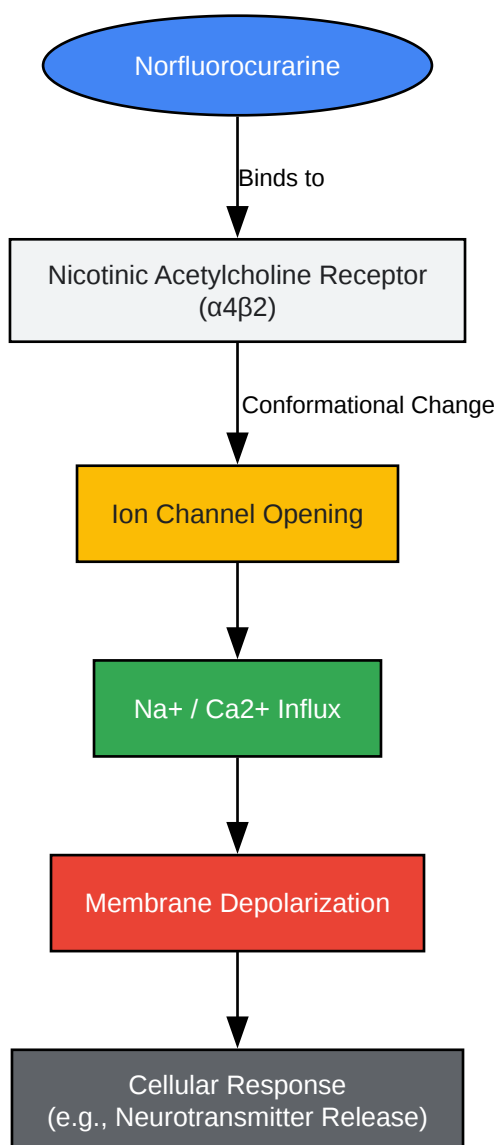 Norfluorocurarine
Binds to
Nicotinic Acetylcholine Receptor
(α4β2)
Conformational Change
Ion Channel Opening
Na+ / Ca2+ Influx
Membrane Depolarization
Cellular Response
(e.g., Neurotransmitter Release)